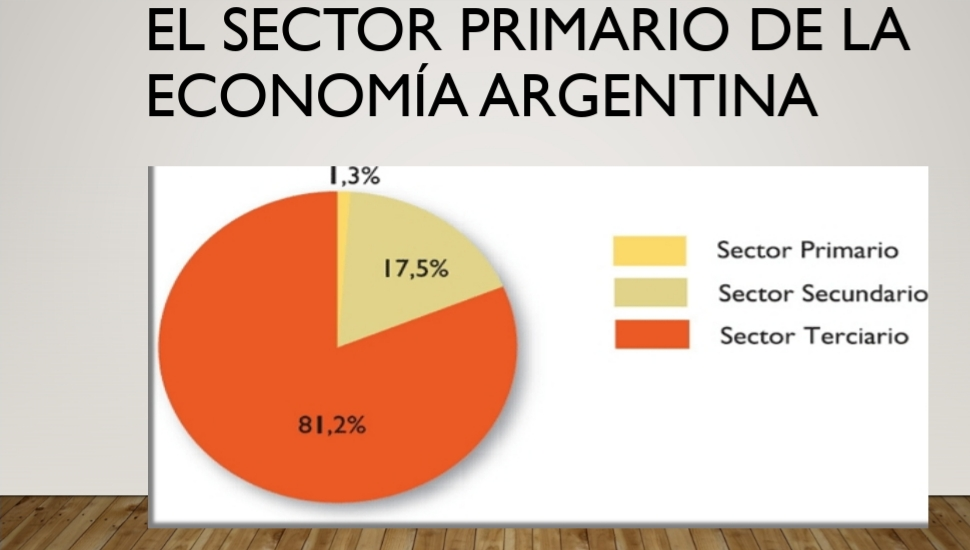 EL SECTOR PRIMARIO DE LA
ECONOMÍA ARGENTINA
1,3%
17,5%
81,2%
Sector Primario
Sector Secundario
Sector Terciario